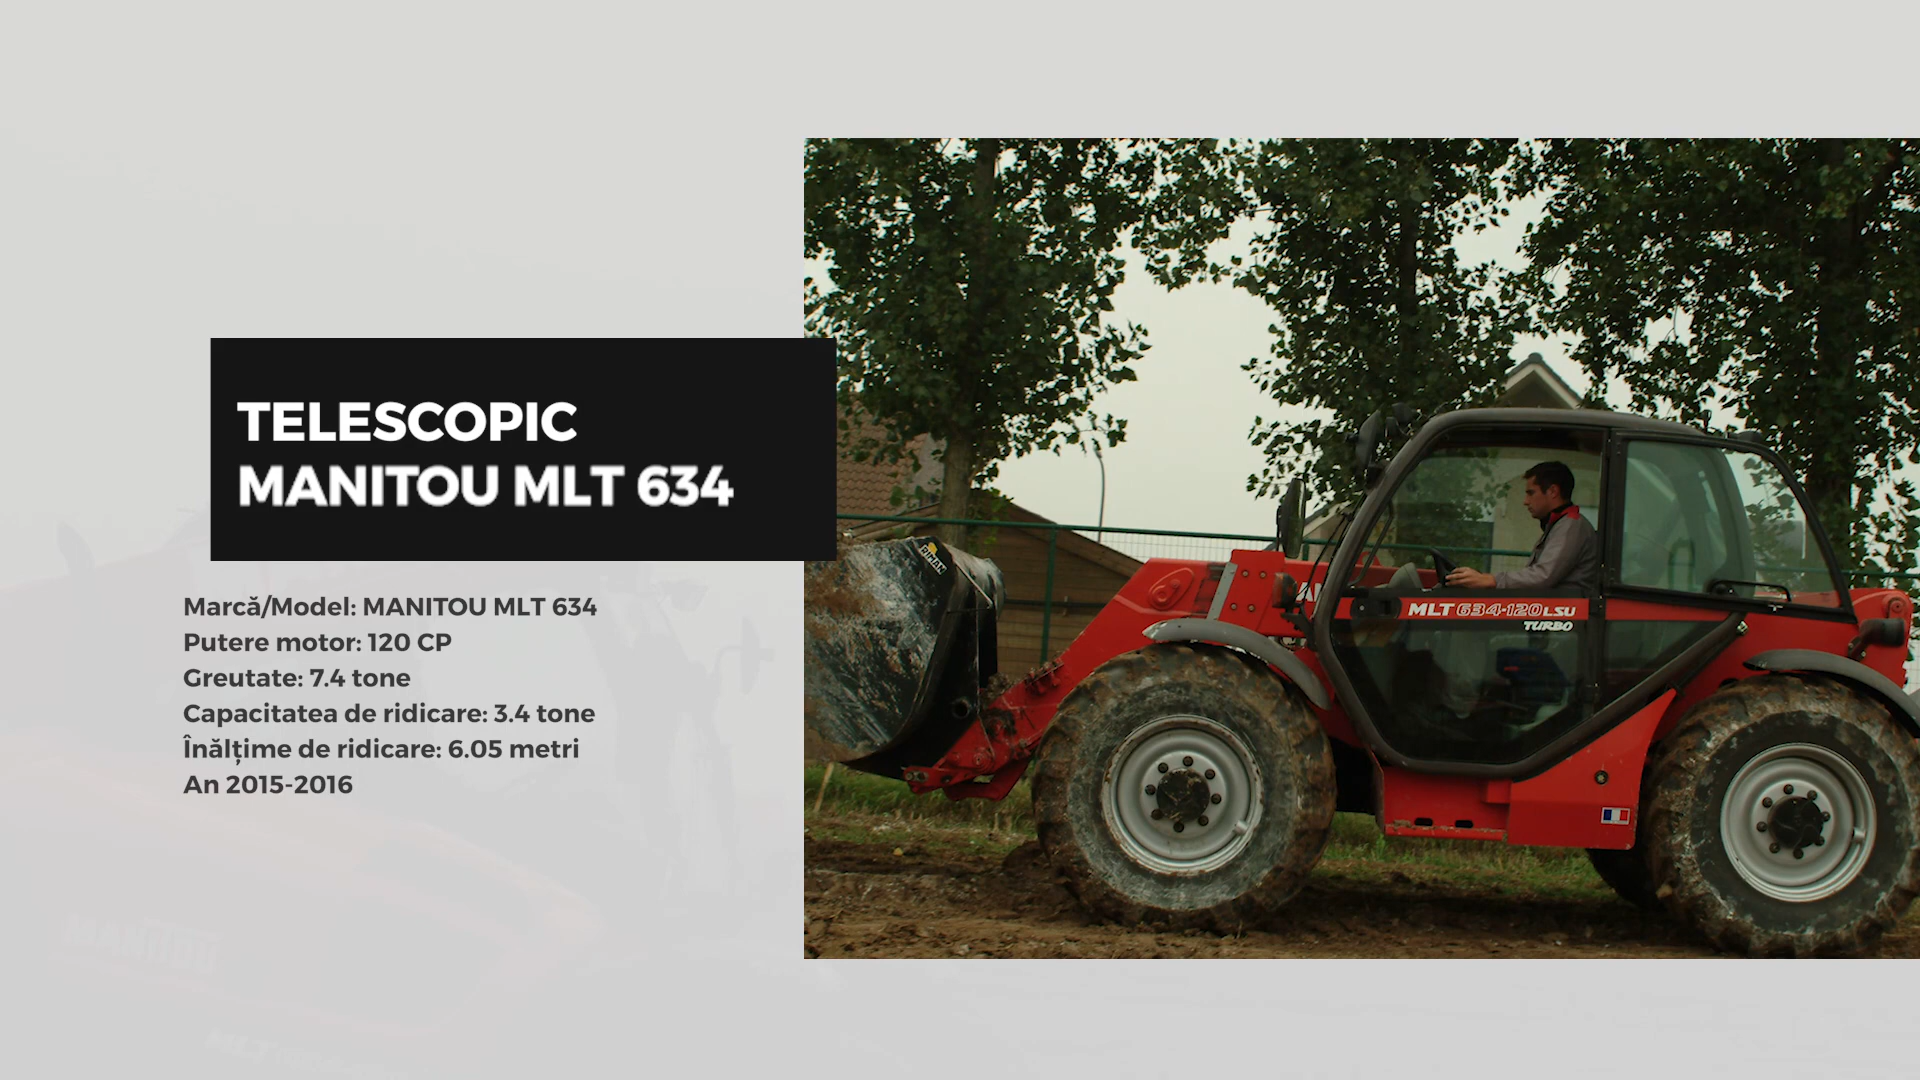 TELESCOPIC
MANITOU MLT 634
Marcă/Model: MANITOU MLT 634
Putere motor: 120 CP
Greutate: 7.4 tone
Capacitatea de ridicare: 3.4 tone
Înălțime de ridicare: 6.05 metri
An 2015-2016
MLT 634-120 LSU
TURBO
MANITOU